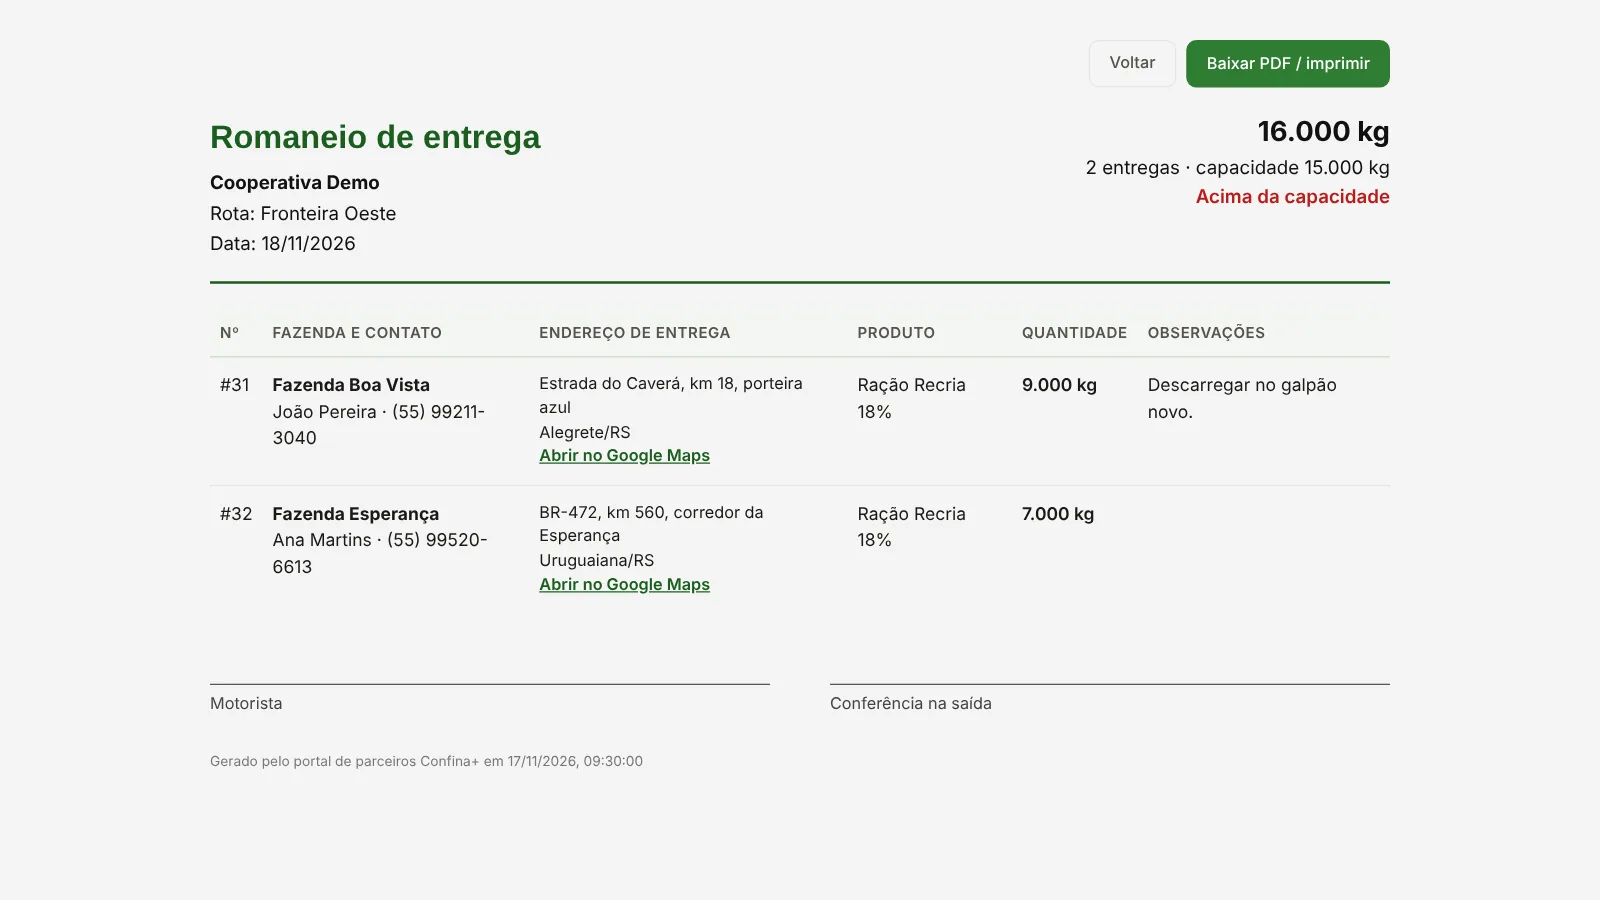 Voltar
Baixar PDF / imprimir
Romaneio de entrega
Cooperativa Demo
Rota: Fronteira Oeste
Data: 18/11/2026
16.000 kg
2 entregas · capacidade 15.000 kg
Acima da capacidade
Nº FAZENDA E CONTATO ENDEREÇO DE ENTREGA PRODUTO QUANTIDADE OBSERVAÇÕES
#31
Fazenda Boa Vista
João Pereira · (55) 99211-
3040
Estrada do Caverá, km 18, porteira
azul
Alegrete/RS
Abrir no Google Maps
Ração Recria
18%
9.000 kg
Descarregar no galpão
novo.
#32
Fazenda Esperança
Ana Martins · (55) 99520-
6613
BR-472, km 560, corredor da
Esperança
Uruguaiana/RS
Abrir no Google Maps
Ração Recria
18%
7.000 kg
Motorista
Conferência na saída
Gerado pelo portal de parceiros Confina+ em 17/11/2026, 09:30:00